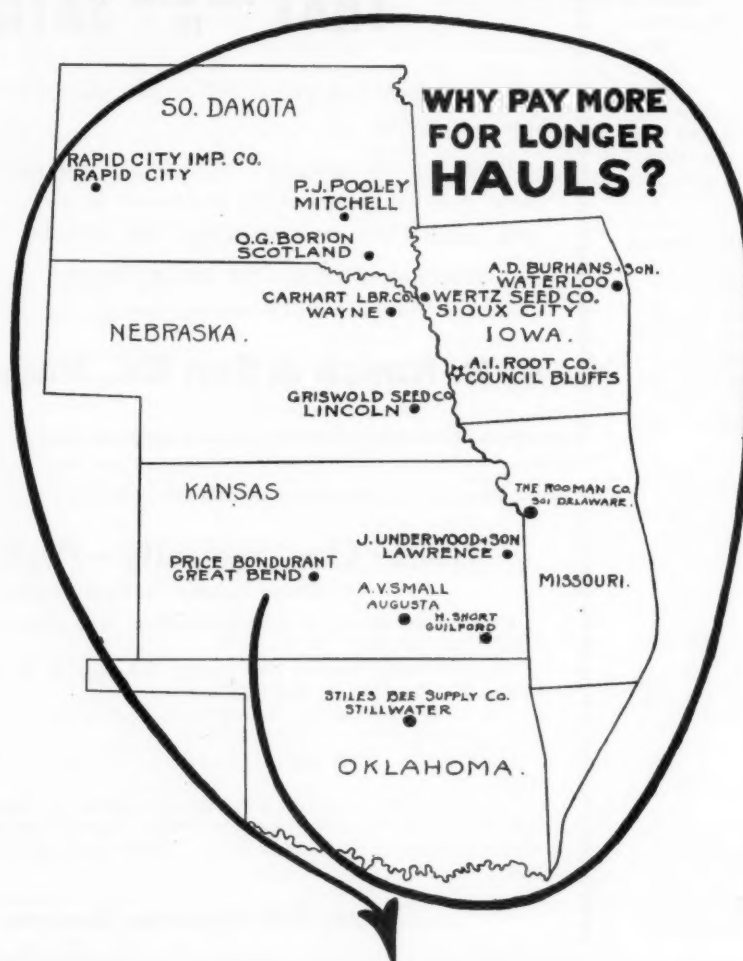 WHY PAY MORE
FOR LONGER
HAULS?
SO. DAKOTA
RAPID CITY IMP. CO.
RAPID CITY
P.J. POOLEY
MITCHELL
O.G. BORION
SCOTLAND
A.D. BURHANS + SON.
WATERLOO
CARHART LBR. CO.
WAYNE
WERTZ SEED CO.
SIOUX CITY
NEBRASKA.
IOWA.
A.I. ROOT CO.
COUNCIL BLUFFS
GRISWOLD SEED CO
LINCOLN
KANSAS
THE RODMAN CO.
301 DELAWARE.
J. UNDERWOOD + SON
LAWRENCE
PRICE BONDURANT
GREAT BEND
A.V. SMALL
AUGUSTA
H. SHORT
GUILFORD
MISSOURI.
STILES BEE SUPPLY CO.
STILLWATER
OKLAHOMA.